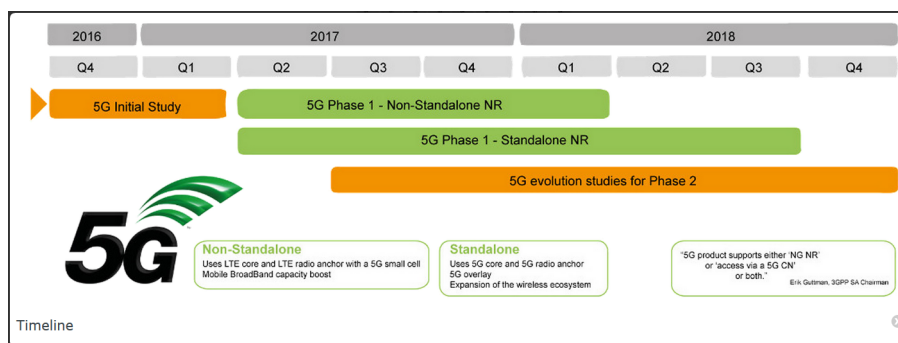 2016 2017 2018
Q4 Q1 Q2 Q3 Q4 Q1 Q2 Q3 Q4
5G Initial Study
5G Phase 1 - Non-Standalone NR
5G Phase 1 - Standalone NR
5G evolution studies for Phase 2
5G
Non-Standalone
Uses LTE core and LTE radio anchor with a 5G small cell
Mobile BroadBand capacity boost
Standalone
Uses 5G core and 5G radio anchor
5G overlay
Expansion of the wireless ecosystem
“5G product supports either ‘NG NR’
or ‘access via a 5G CN’
or both.”
Erik Guttman, 3GPP SA Chairman
Timeline